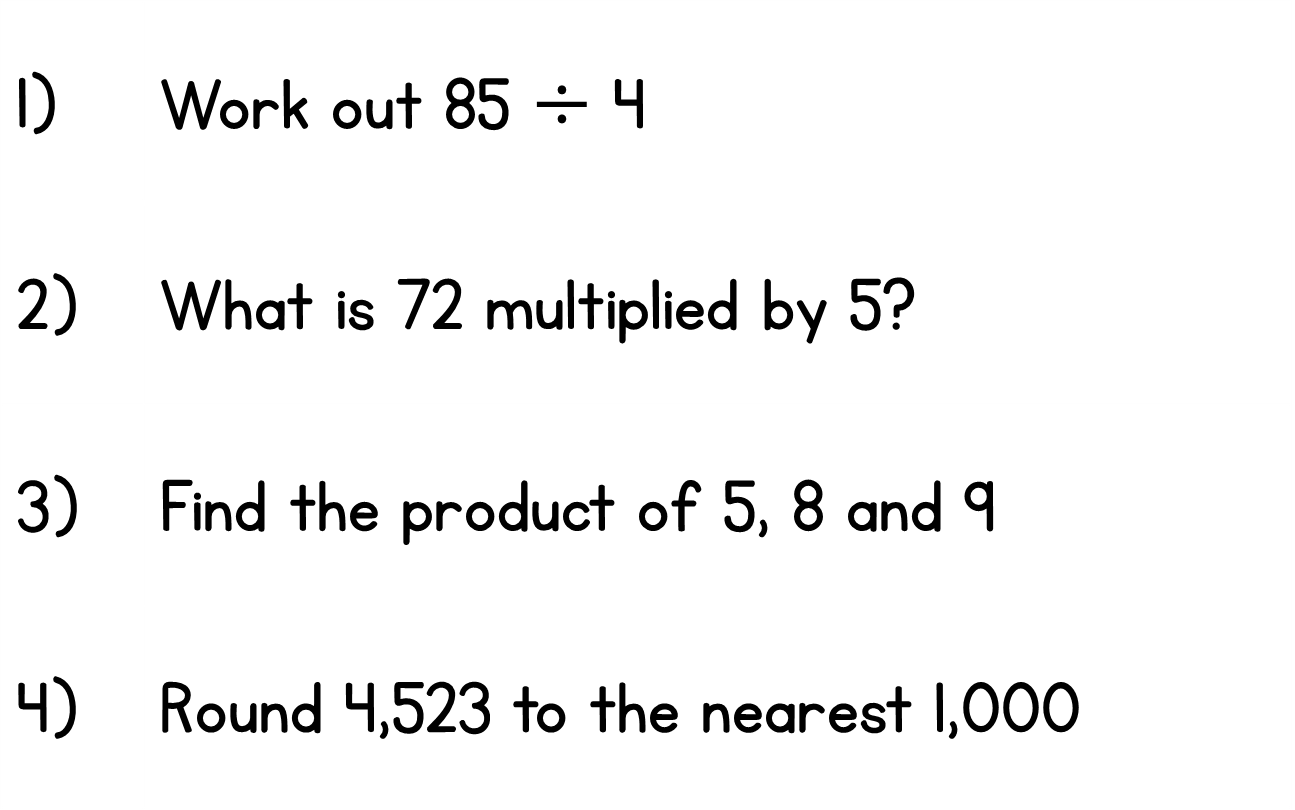 1) Work out 85 ÷ 4
2) What is 72 multiplied by 5?
3) Find the product of 5, 8 and 9
4) Round 4,523 to the nearest 1,000